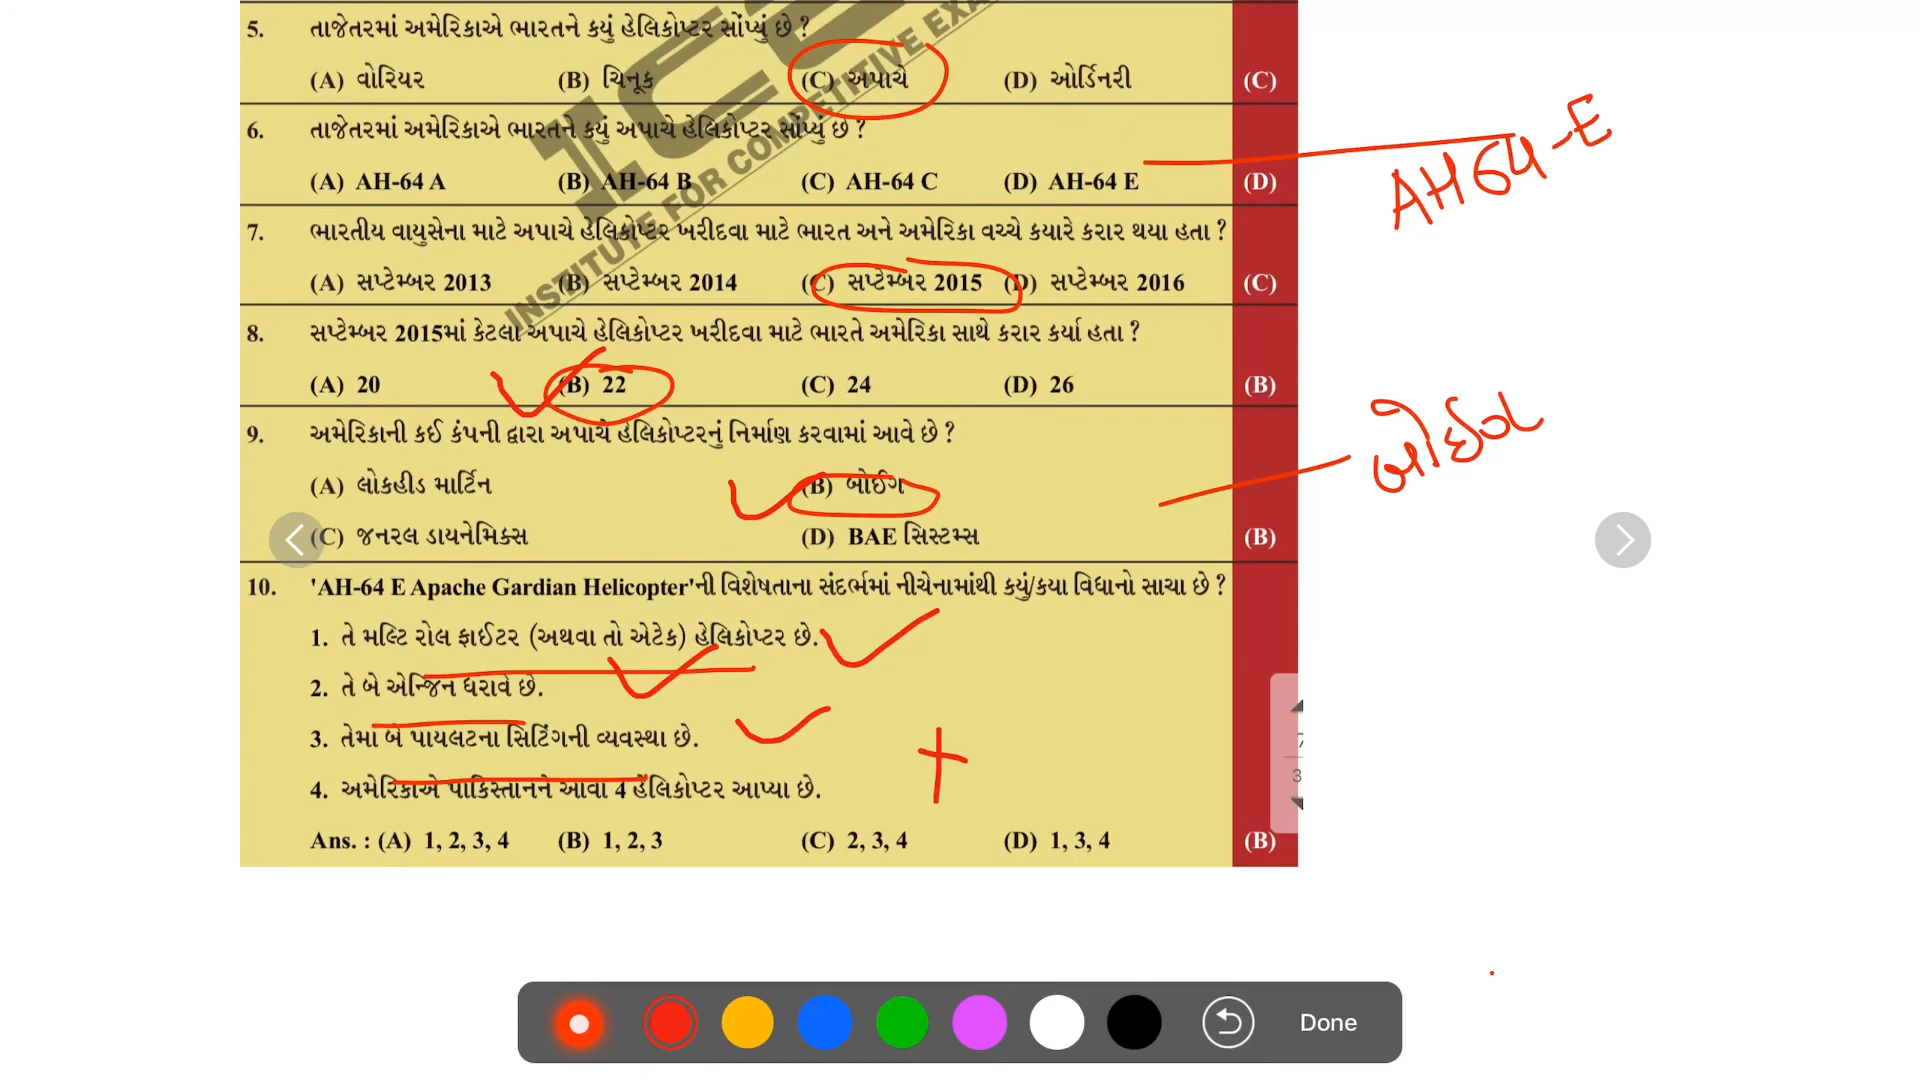 5. તાજેતરમાં અમેરિકાએ ભારતને કયું હેલિકોપ્ટર સોંપ્યું છે ?
(A) વોરિયર (B) ચિનૂક (C) અપાચે (D) ઓર્ડિનરી (C)
6. તાજેતરમાં અમેરિકાએ ભારતને કયું અપાચે હેલિકોપ્ટર સોંપ્યું છે ?
(A) AH-64 A (B) AH-64 B (C) AH-64 C (D) AH-64 E (D)
AH64-E
7. ભારતીય વાયુસેના માટે અપાચે હેલિકોપ્ટર ખરીદવા માટે ભારત અને અમેરિકા વચ્ચે કયારે કરાર થયા હતા ?
(A) સપ્ટેમ્બર 2013 (B) સપ્ટેમ્બર 2014 (C) સપ્ટેમ્બર 2015 (D) સપ્ટેમ્બર 2016 (C)
INSTITUTE FOR COMPETITIVE EXA
8. સપ્ટેમ્બર 2015માં કેટલા અપાચે હેલિકોપ્ટર ખરીદવા માટે ભારતે અમેરિકા સાથે કરાર કર્યા હતા ?
(A) 20 (B) 22 (C) 24 (D) 26 (B)
9. અમેરિકાની કઈ કંપની દ્વારા અપાચે હેલિકોપ્ટરનું નિર્માણ કરવામાં આવે છે ?
(A) લોકહીડ માર્ટિન (B) બોઈંગ
(C) જનરલ ડાયનેમિક્સ (D) BAE સિસ્ટમ્સ (B)
10. 'AH-64 E Apache Gardian Helicopter'ની વિશેષતાના સંદર્ભમાં નીચેનામાંથી કયું/કયા વિધાનો સાચા છે ?
1. તે મલ્ટિ રોલ ફાઈટર (અથવા તો એટેક) હેલિકોપ્ટર છે.
2. તે બે એન્જિન ધરાવે છે.
3. તેમાં બે પાયલટના સિટિંગની વ્યવસ્થા છે.
4. અમેરિકાએ પાકિસ્તાનને આવા 4 હેલિકોપ્ટર આપ્યા છે.
Ans. : (A) 1, 2, 3, 4 (B) 1, 2, 3 (C) 2, 3, 4 (D) 1, 3, 4 (B)
Done